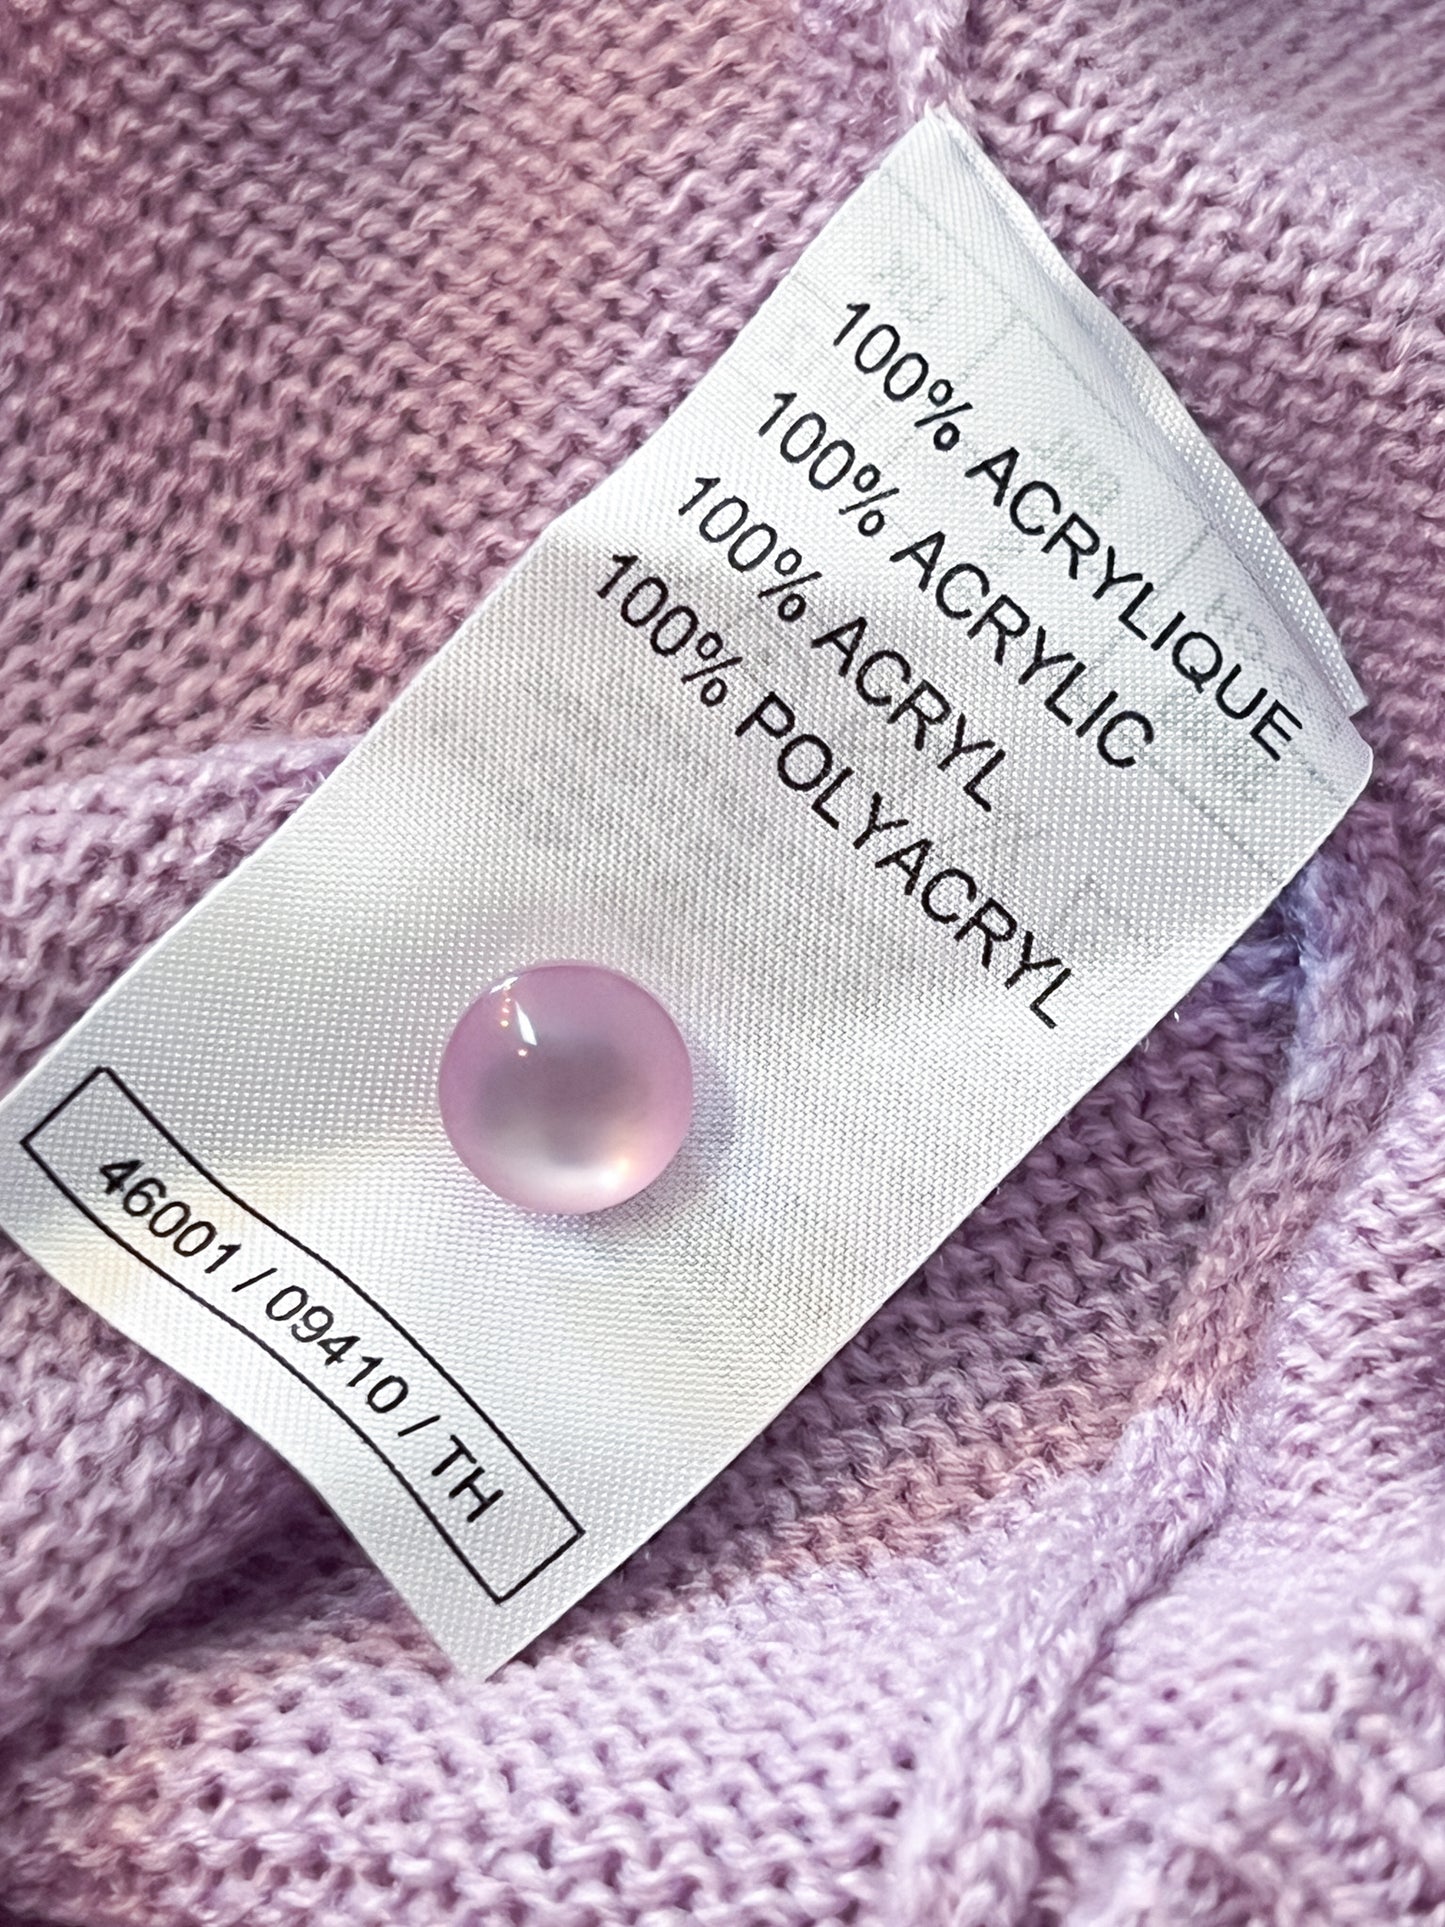 100% ACRYLIQUE
100% ACRYLIC
100% ACRYL
100% POLYACRYL
46001 / 09410 / TH